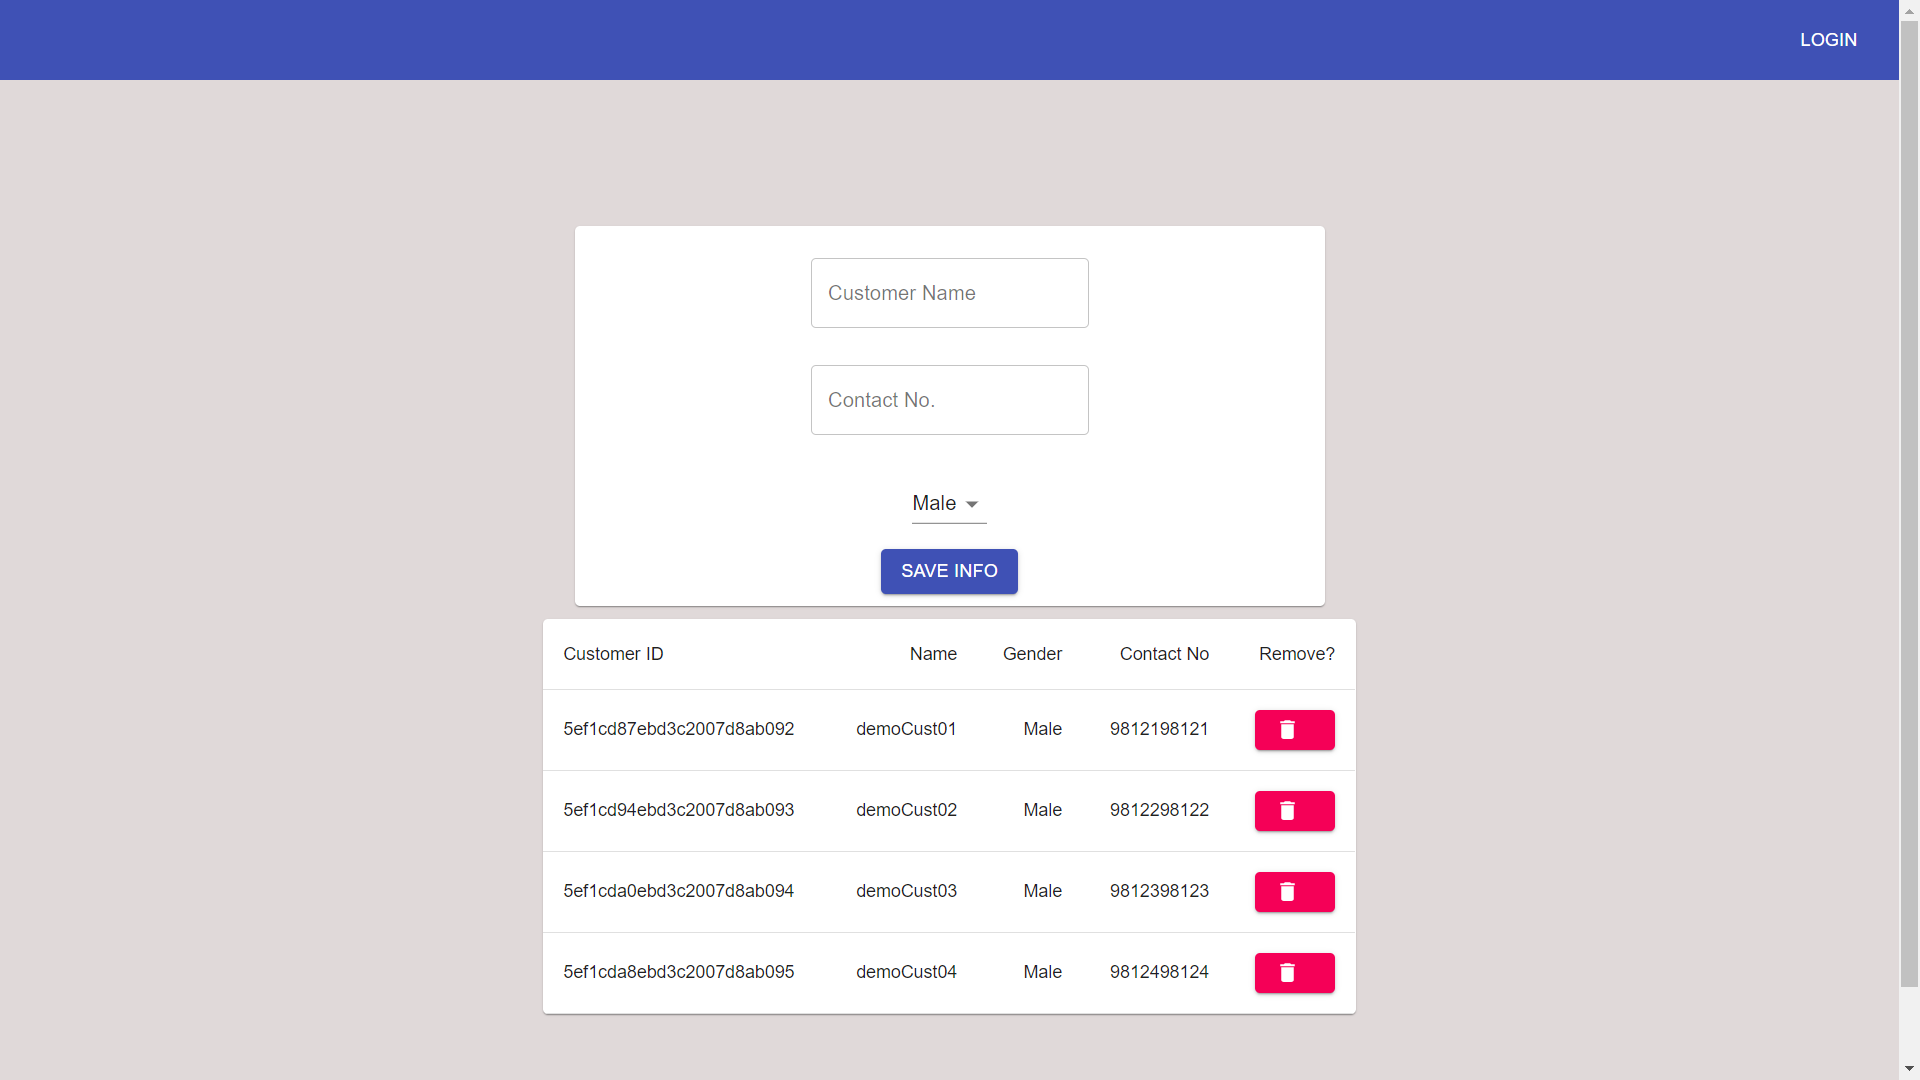 LOGIN
Customer Name
Contact No.
Male
SAVE INFO
Customer ID Name Gender Contact No Remove?
5ef1cd87ebd3c2007d8ab092 demoCust01 Male 9812198121
5ef1cd94ebd3c2007d8ab093 demoCust02 Male 9812298122
5ef1cda0ebd3c2007d8ab094 demoCust03 Male 9812398123
5ef1cda8ebd3c2007d8ab095 demoCust04 Male 9812498124